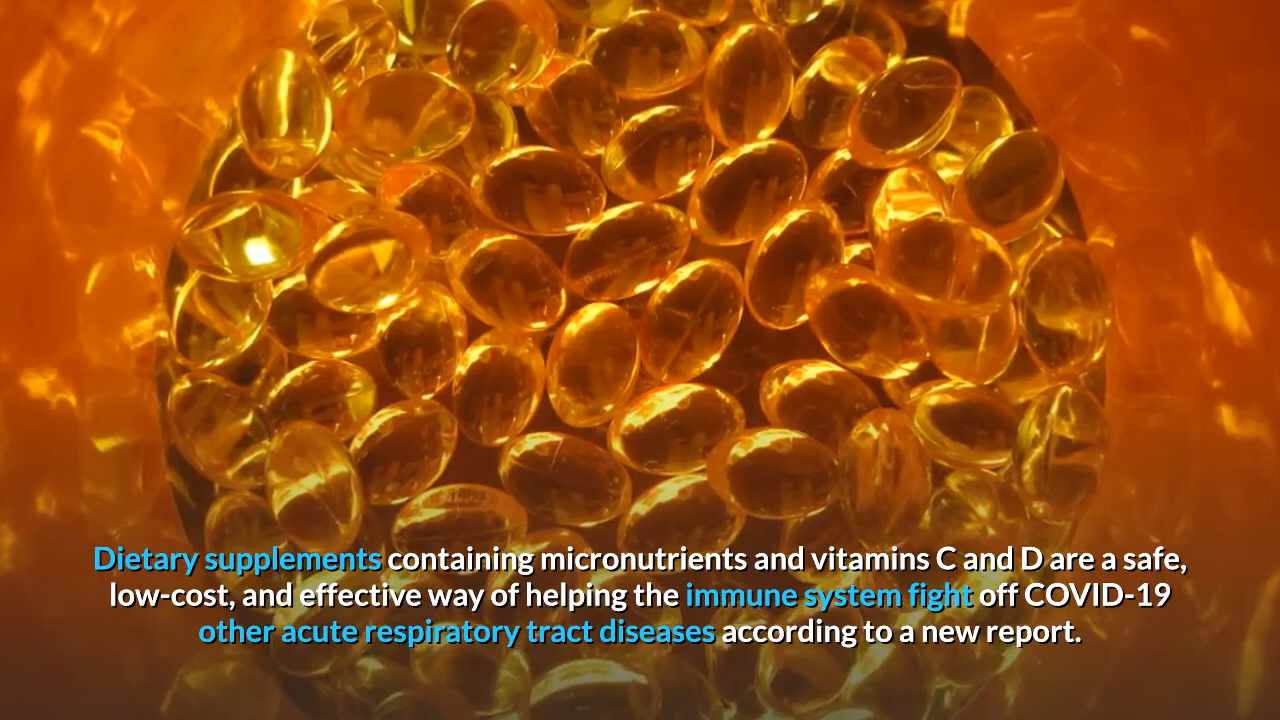 Dietary supplements containing micronutrients and vitamins C and D are a safe,
low-cost, and effective way of helping the immune system fight off COVID-19
other acute respiratory tract diseases according to a new report.